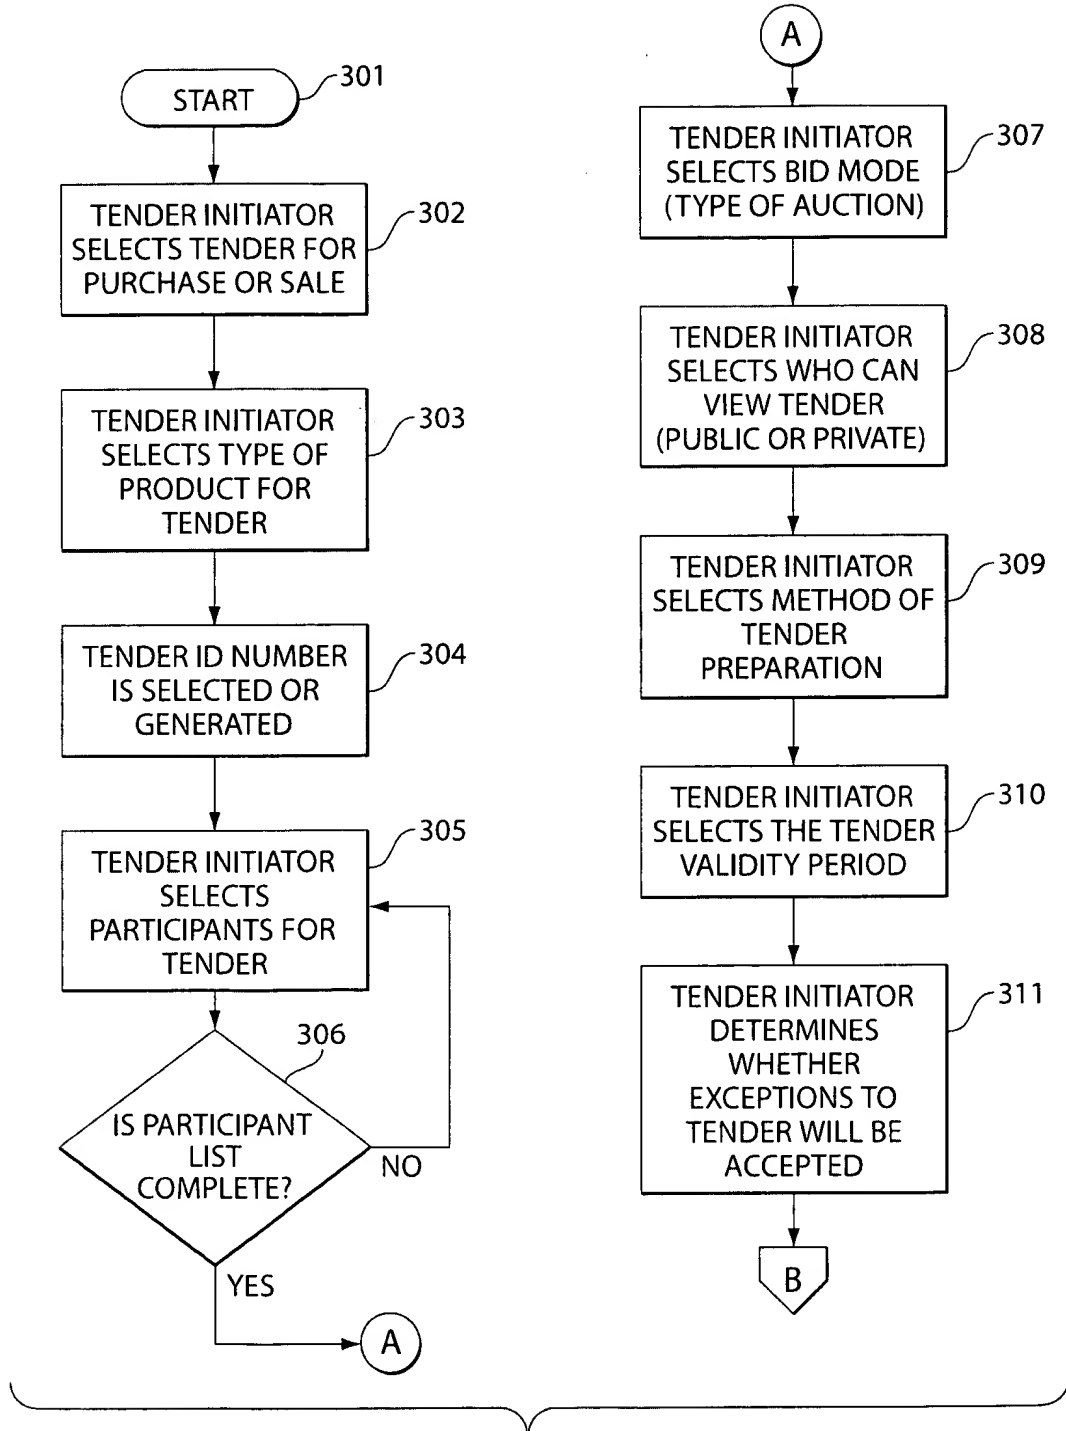 START
301
TENDER INITIATOR
SELECTS TENDER FOR
PURCHASE OR SALE
302
TENDER INITIATOR
SELECTS TYPE OF
PRODUCT FOR
TENDER
303
TENDER ID NUMBER
IS SELECTED OR
GENERATED
304
TENDER INITIATOR
SELECTS
PARTICIPANTS FOR
TENDER
305
306
IS PARTICIPANT
LIST
COMPLETE?
NO
YES
A
A
TENDER INITIATOR
SELECTS BID MODE
(TYPE OF AUCTION)
307
TENDER INITIATOR
SELECTS WHO CAN
VIEW TENDER
(PUBLIC OR PRIVATE)
308
TENDER INITIATOR
SELECTS METHOD OF
TENDER
PREPARATION
309
TENDER INITIATOR
SELECTS THE TENDER
VALIDITY PERIOD
310
TENDER INITIATOR
DETERMINES
WHETHER
EXCEPTIONS TO
TENDER WILL BE
ACCEPTED
311
B